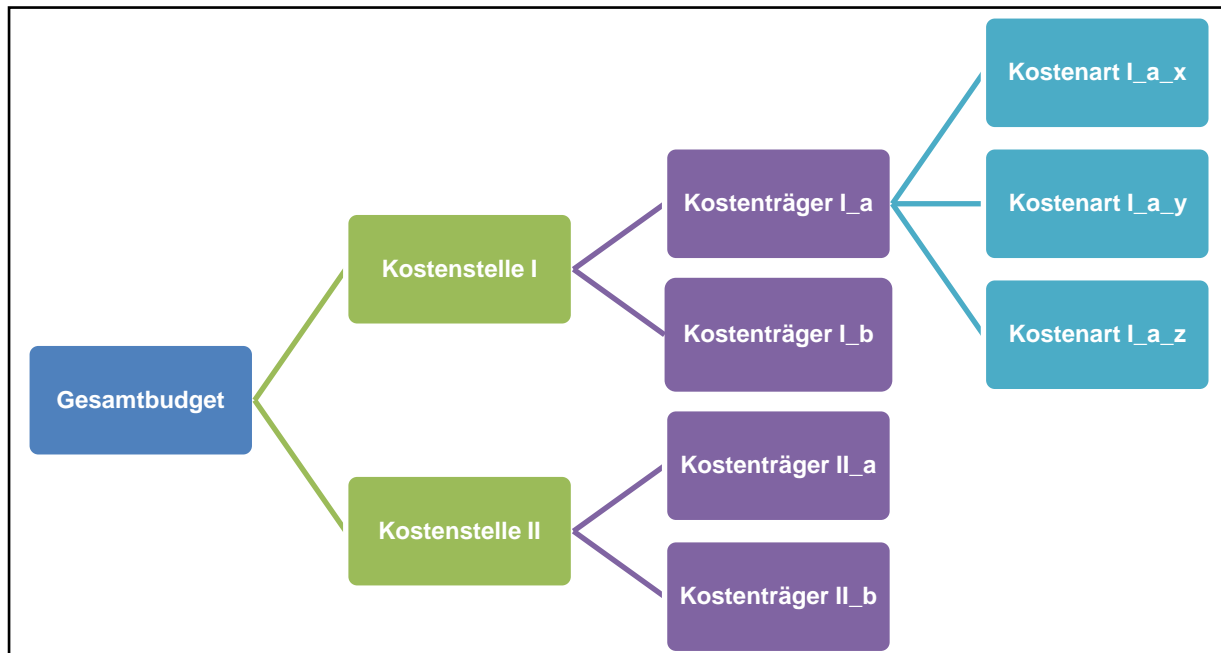 Gesamtbudget
Kostenstelle I
Kostenstelle II
Kostenträger I_a
Kostenträger I_b
Kostenträger II_a
Kostenträger II_b
Kostenart I_a_x
Kostenart I_a_y
Kostenart I_a_z